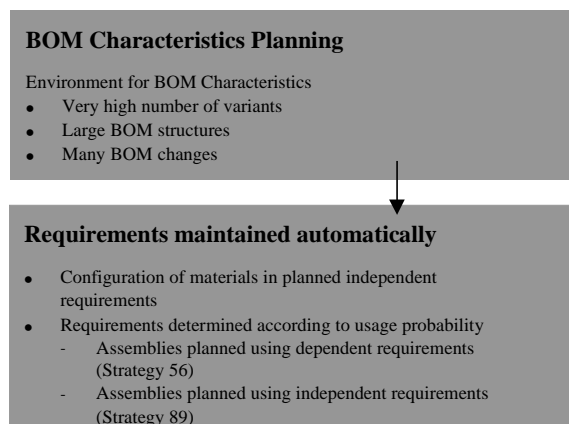 BOM Characteristics Planning
Environment for BOM Characteristics
● Very high number of variants
● Large BOM structures
● Many BOM changes
Requirements maintained automatically
● Configuration of materials in planned independent
requirements
● Requirements determined according to usage probability
- Assemblies planned using dependent requirements
(Strategy 56)
- Assemblies planned using independent requirements
(Strategy 89)